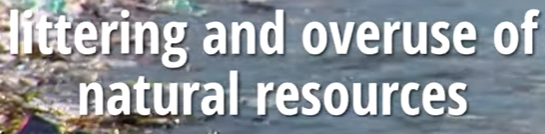 littering and overuse of
natural resources